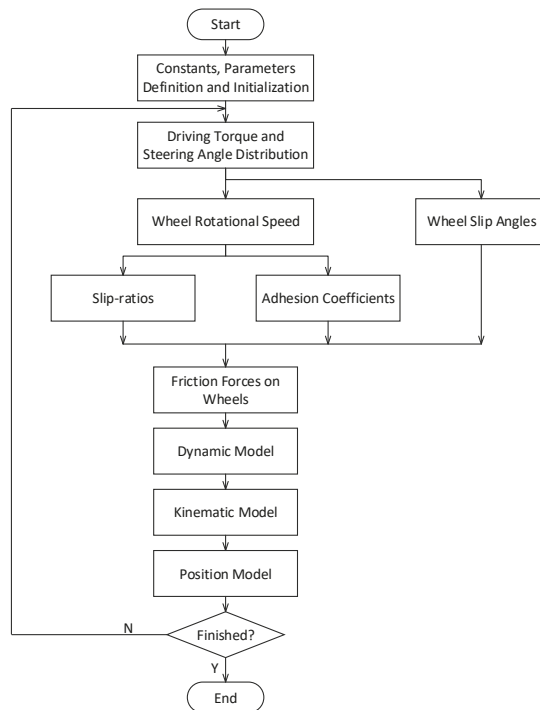 Start
Constants, Parameters
Definition and Initialization
Driving Torque and
Steering Angle Distribution
Wheel Rotational Speed
Wheel Slip Angles
Slip-ratios
Adhesion Coefficients
Friction Forces on
Wheels
Dynamic Model
Kinematic Model
Position Model
N
Finished?
Y
End